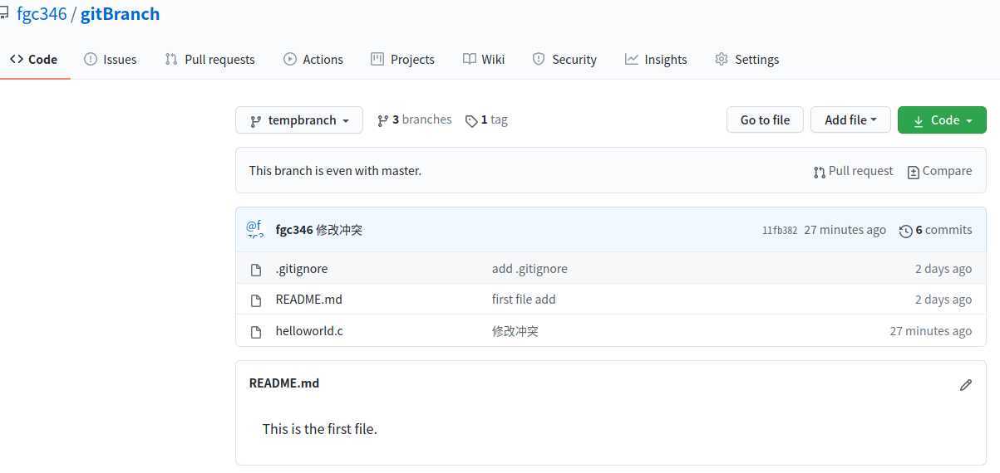 fgc346 / gitBranch
Code Issues Pull requests Actions Projects Wiki Security Insights Settings
tempbranch 3 branches 1 tag Go to file Add file Code
This branch is even with master. Pull request Compare
fgc346 修改冲突 11fb382 27 minutes ago 6 commits
.gitignore add .gitignore 2 days ago
README.md first file add 2 days ago
helloworld.c 修改冲突 27 minutes ago
README.md
This is the first file.